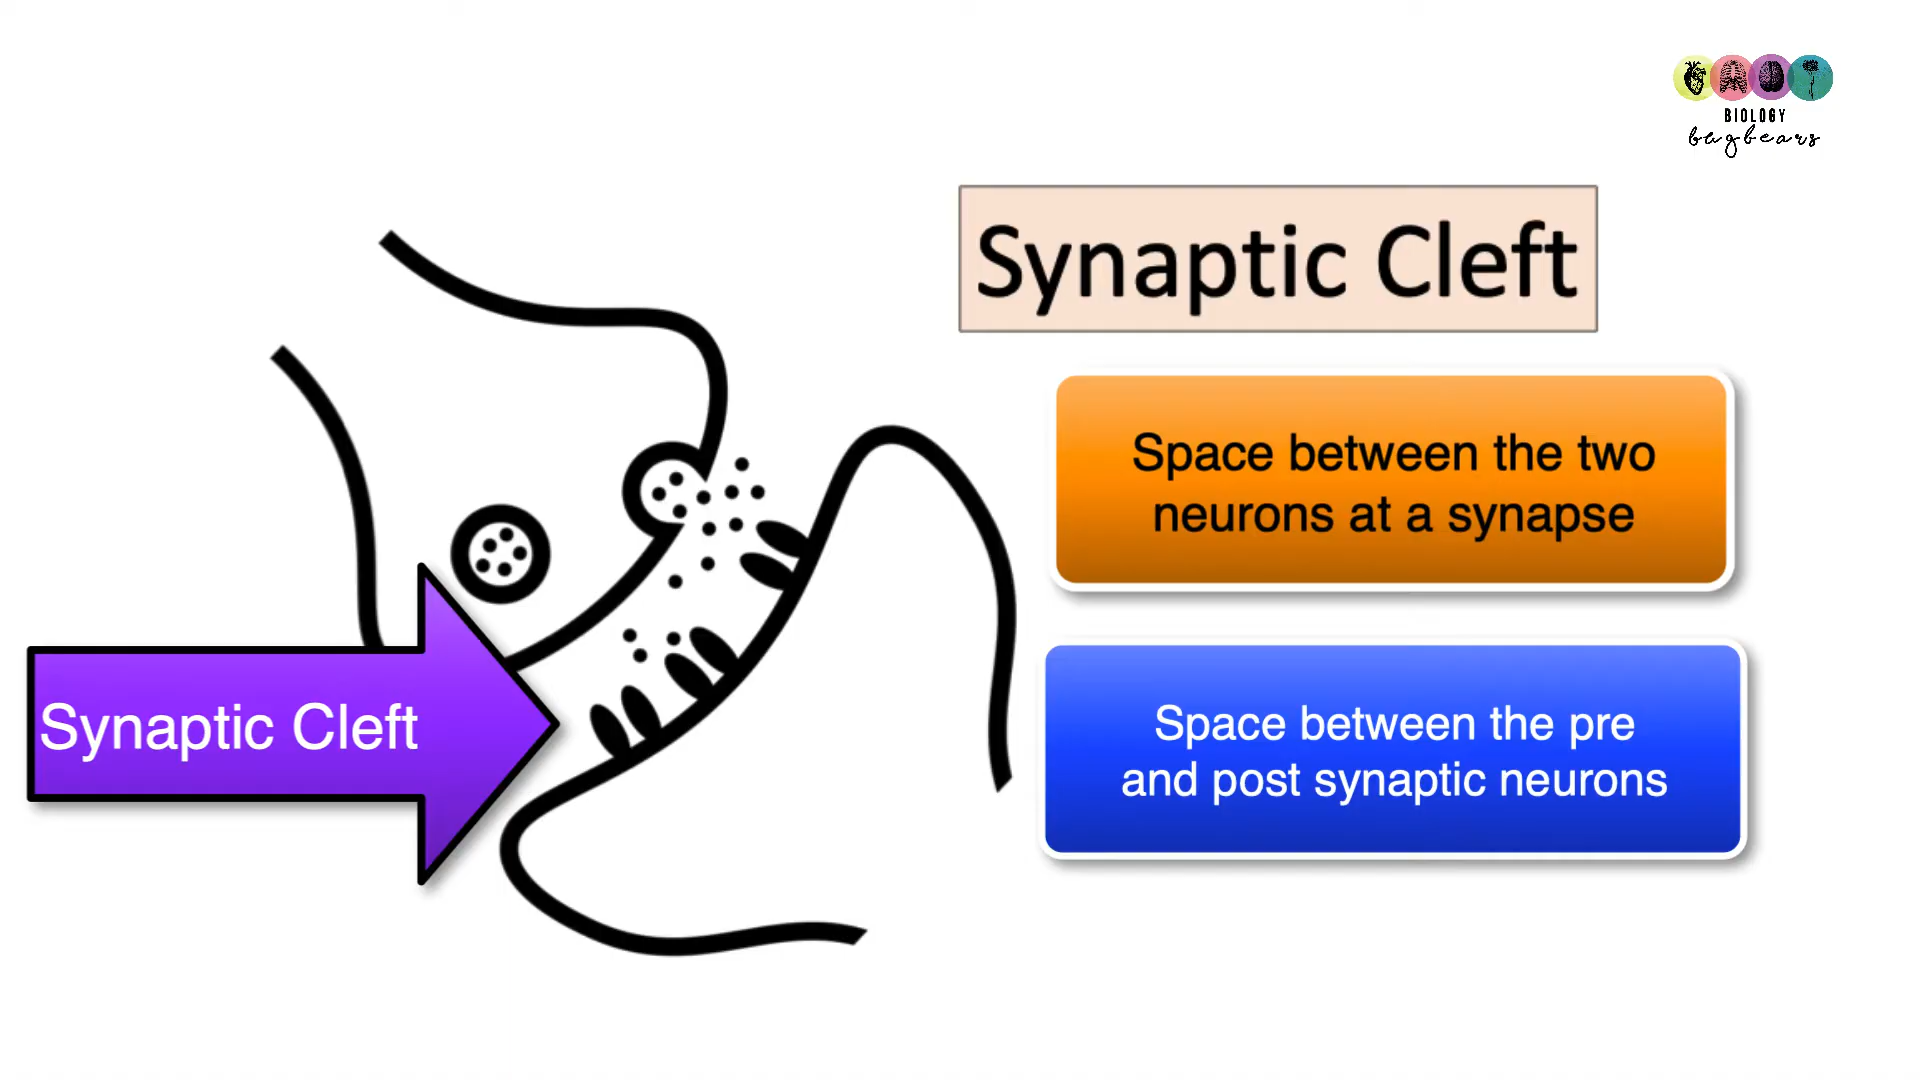 BIOLOGY
bugbears
Synaptic Cleft
Space between the two
neurons at a synapse
Synaptic Cleft
Space between the pre
and post synaptic neurons